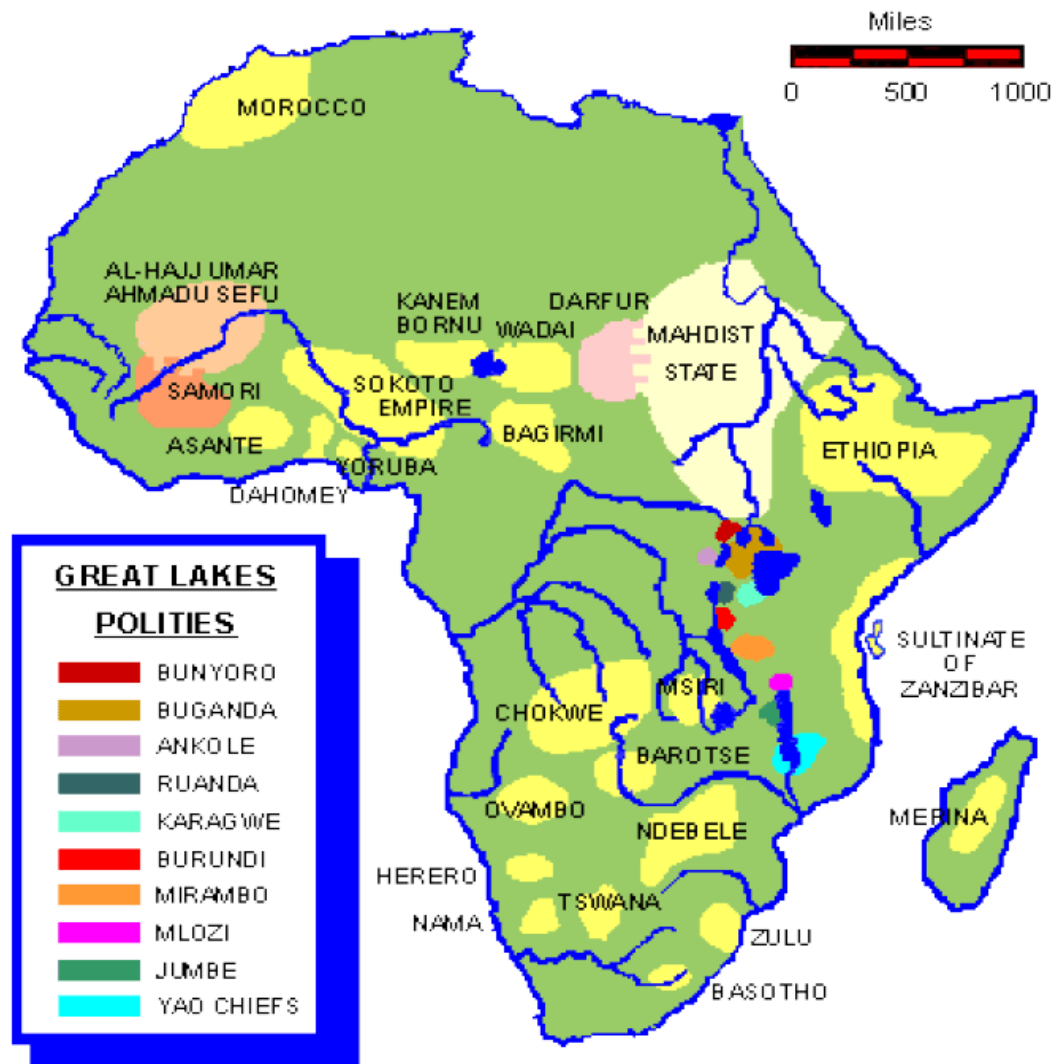 Miles
0 500 1000
MOROCCO
AL-HAJJ UMAR
AHMADU SEFU
KANEM
BORNU
DARFUR
WADAI
MAHDIST
STATE
SAMORI
SOKOTO
EMPIRE
ASANTE
BAGIRMI
ETHIOPIA
YORUBA
DAHOMEY
GREAT LAKES
POLITIES
BUNYORO
BUGANDA
ANKOLE
RUANDA
KARAGWE
BURUNDI
MIRAMBO
MLOZI
JUMBE
YAO CHIEFS
SULTINATE
OF
ZANZIBAR
MSIRI
CHOKWE
BAROTSE
OVAMBO
NDEBELE
MERINA
HERERO
TSWANA
NAMA
ZULU
BASOTHO